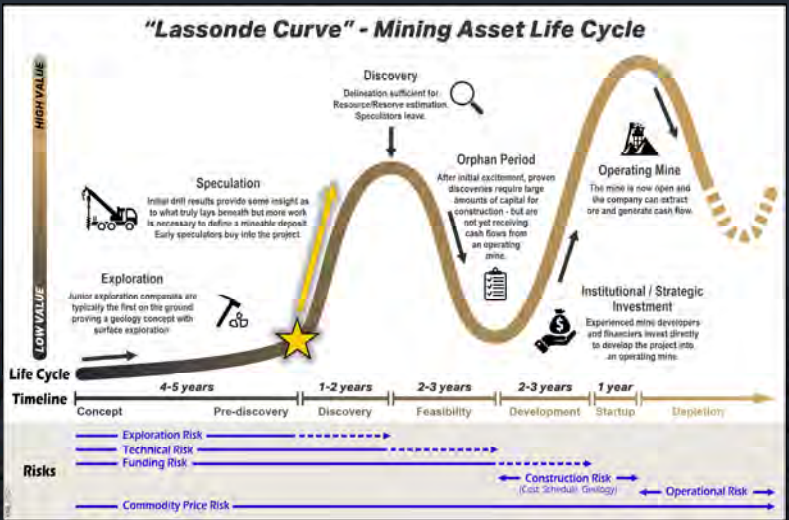 "Lassonde Curve" - Mining Asset Life Cycle
HIGH VALUE
LOW VALUE
Discovery
Delineation sufficient for
Resource/Reserve estimation.
Speculators leave.
Speculation
Initial drill results provide some insight as
to what truly lays beneath but more work
is necessary to define a mineable deposit.
Early speculators buy into the project.
Exploration
Junior exploration companies are
typically the first on the ground
proving a geology concept with
surface exploration
Orphan Period
After initial excitement, proven
discoveries require large
amounts of capital for
construction - but are
not yet receiving
cash flows from
an operating
mine.
Operating Mine
The mine is now open and
the company can extract
ore and generate cash flow.
Institutional / Strategic
Investment
Experienced mine developers
and financiers invest directly
to develop the project into
an operating mine.
Life Cycle
Timeline
4-5 years
1-2 years
2-3 years
2-3 years
1 year
Concept
Pre-discovery
Discovery
Feasibility
Development
Startup
Depletion
Risks
Exploration Risk
Technical Risk
Funding Risk
Construction Risk
(Cost, Schedule, Geology)
Operational Risk
Commodity Price Risk